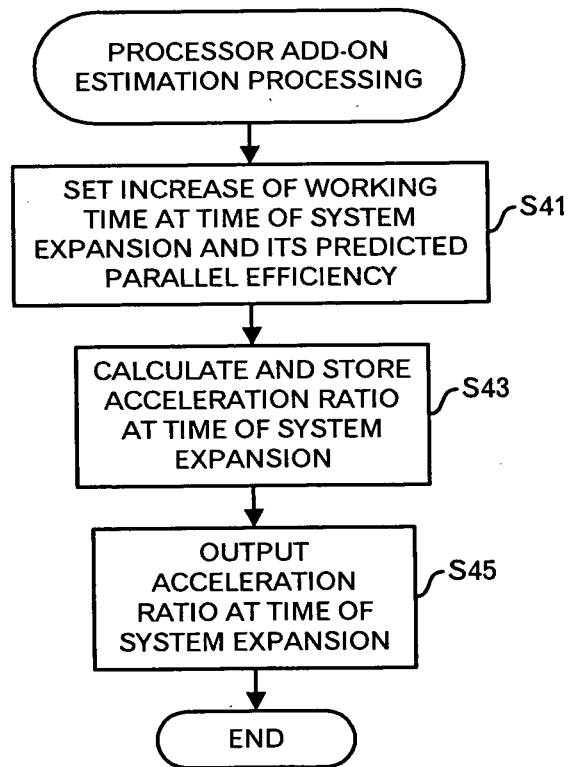 PROCESSOR ADD-ON
ESTIMATION PROCESSING
SET INCREASE OF WORKING
TIME AT TIME OF SYSTEM
EXPANSION AND ITS PREDICTED
PARALLEL EFFICIENCY
S41
CALCULATE AND STORE
ACCELERATION RATIO
AT TIME OF SYSTEM
EXPANSION
S43
OUTPUT
ACCELERATION
RATIO AT TIME OF
SYSTEM EXPANSION
S45
END